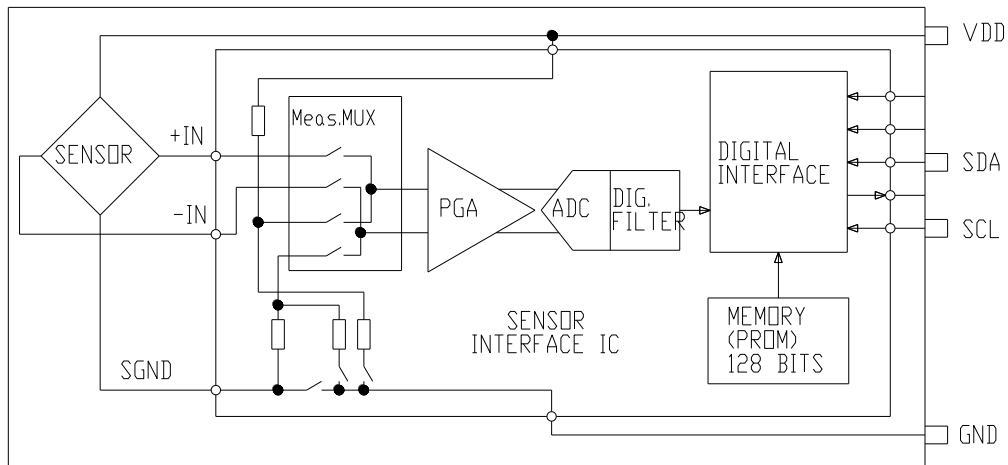 VDD
Meas.MUX
+IN
SENSOR
-IN
PGA
ADC
DIG.
FILTER
DIGITAL
INTERFACE
SDA
SCL
SENSOR
INTERFACE IC
MEMORY
(PROM)
128 BITS
SGND
GND